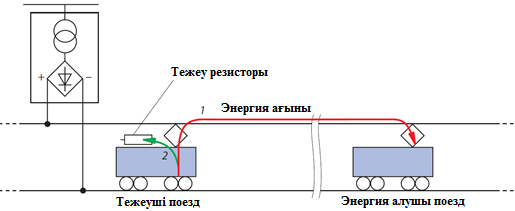 + –
Тежеу резисторы
1 Энергия ағыны
2
Тежеуші поезд
Энергия алушы поезд